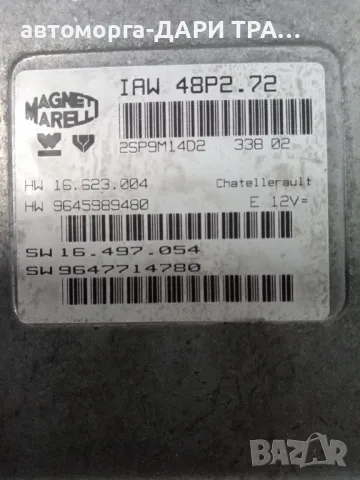 автоморга-ДАРИ ТРА...
IAW 48P2.72
MAGNETI
MARELLI
2SP9M14D2 338 02
HW 16.623.004 Chatellerault
HW 9645989480 E 12V=
SW 16.497.054
SW 9647714780
BAZAR